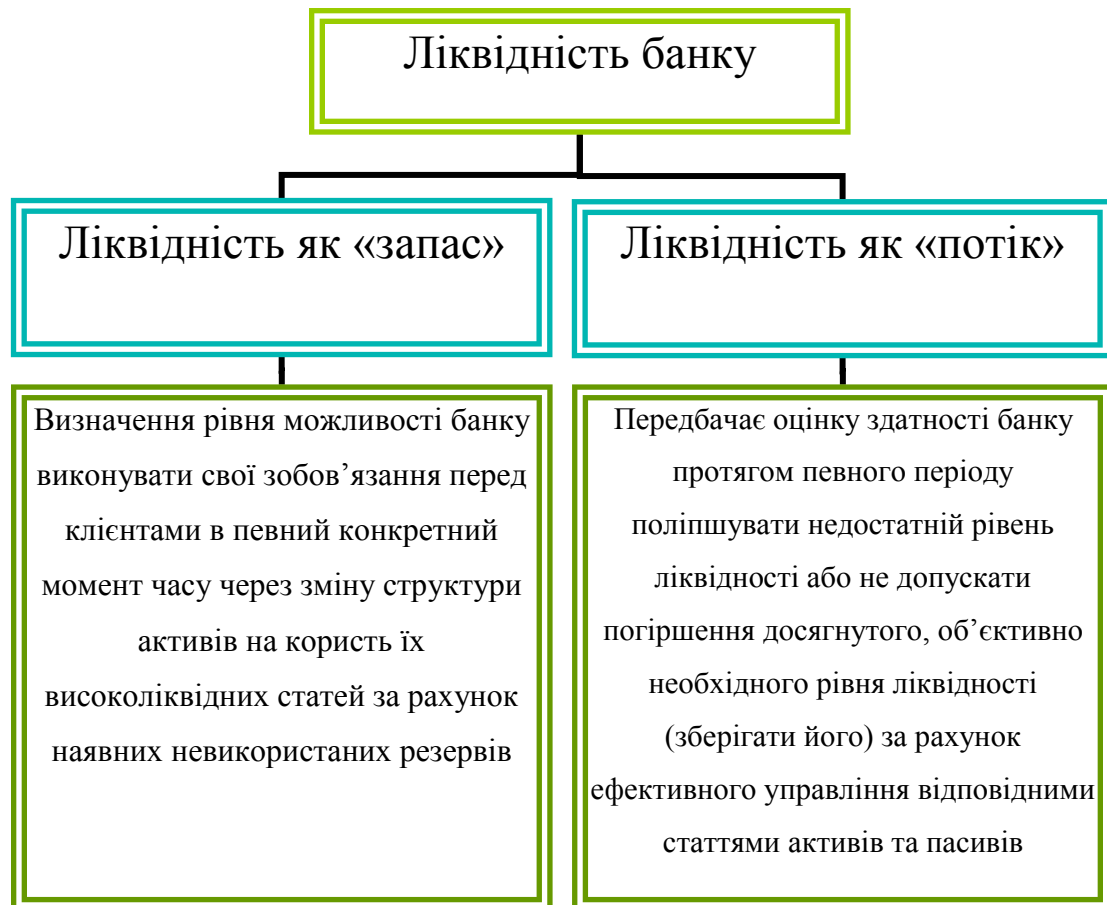 Ліквідність банку
Ліквідність як «запас»
Ліквідність як «потік»
Визначення рівня можливості банку
виконувати свої зобов’язання перед
клієнтами в певний конкретний
момент часу через зміну структури
активів на користь їх
високоліквідних статей за рахунок
наявних невикористаних резервів
Передбачає оцінку здатності банку
протягом певного періоду
поліпшувати недостатній рівень
ліквідності або не допускати
погіршення досягнутого, об’єктивно
необхідного рівня ліквідності
(зберігати його) за рахунок
ефективного управління відповідними
статтями активів та пасивів